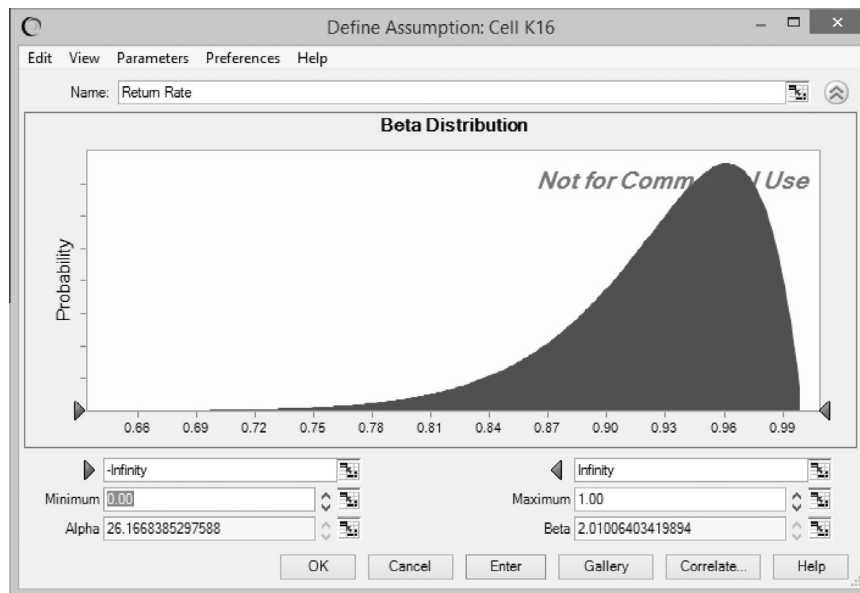 Define Assumption: Cell K16
Edit View Parameters Preferences Help
Name: Return Rate
Beta Distribution
Not for Commercial Use
Probability
0.66 0.69 0.72 0.75 0.78 0.81 0.84 0.87 0.90 0.93 0.96 0.99
-Infinity Infinity
Minimum 0.00 Maximum 1.00
Alpha 26.1668385297588 Beta 2.01006403419894
OK Cancel Enter Gallery Correlate... Help